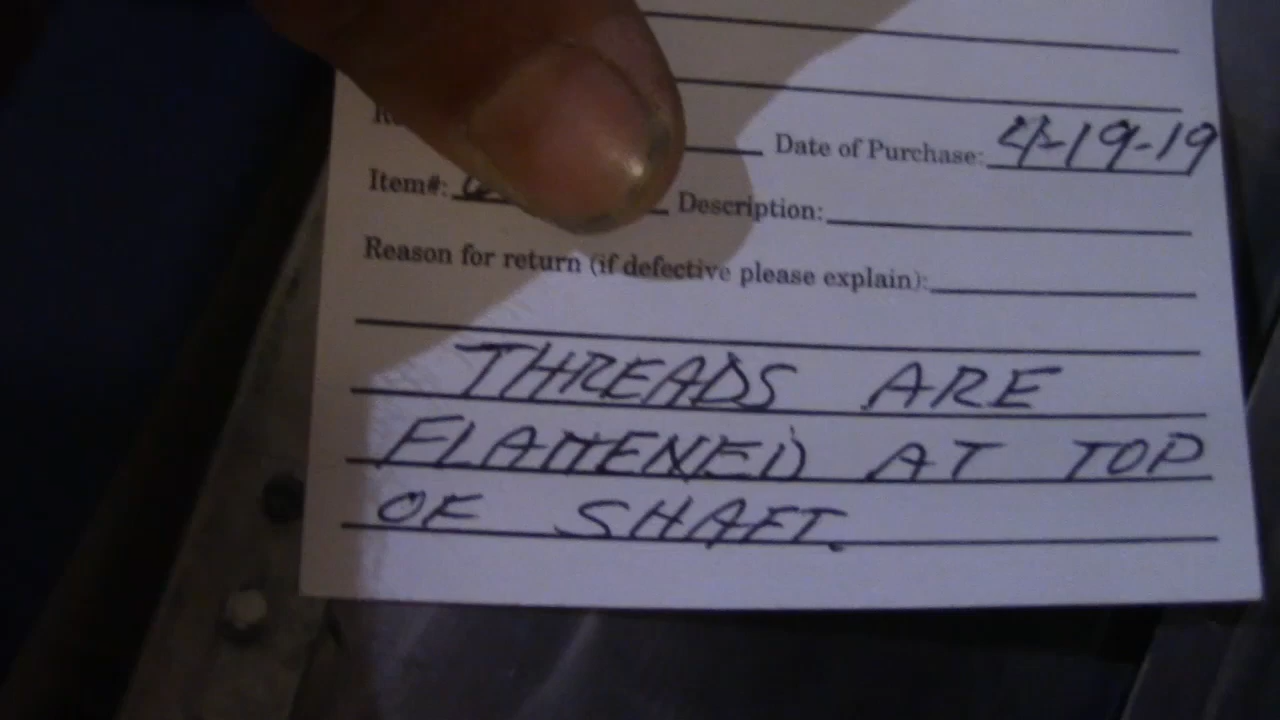 Date of Purchase: 4-19-19
Item#: Description:
Reason for return (if defective please explain):
THREADS ARE
FLATTENED AT TOP
OF SHAFT.